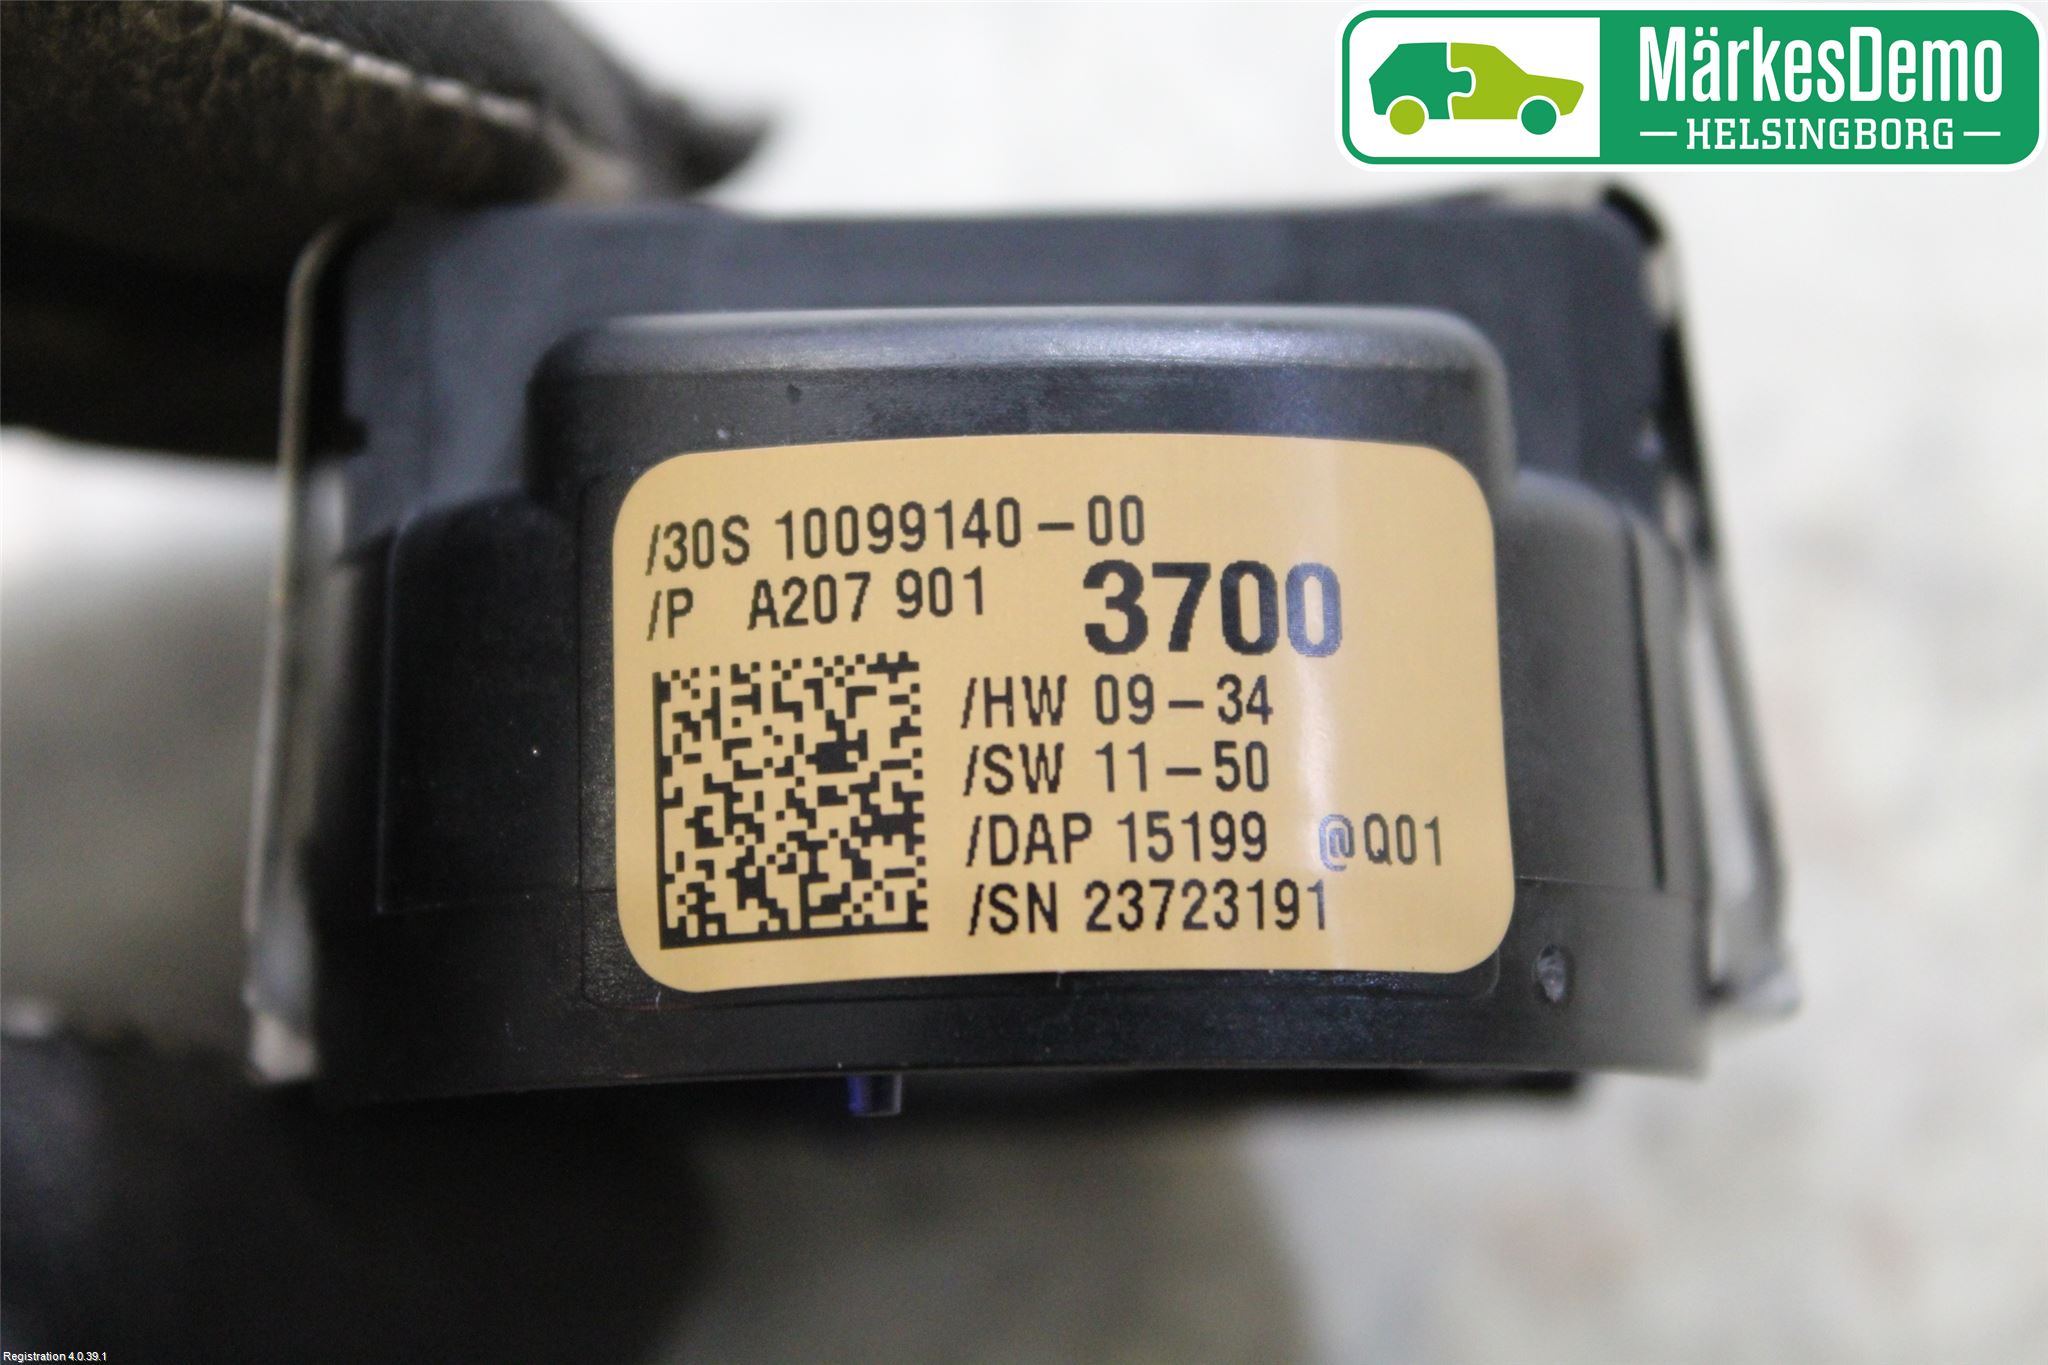 MärkesDemo
HELSINGBORG
/30S 10099140-00
/P A207 901 3700
/HW 09-34
/SW 11-50
/DAP 15199 @Q01
/SN 23723191
Registration 4.0.39.1